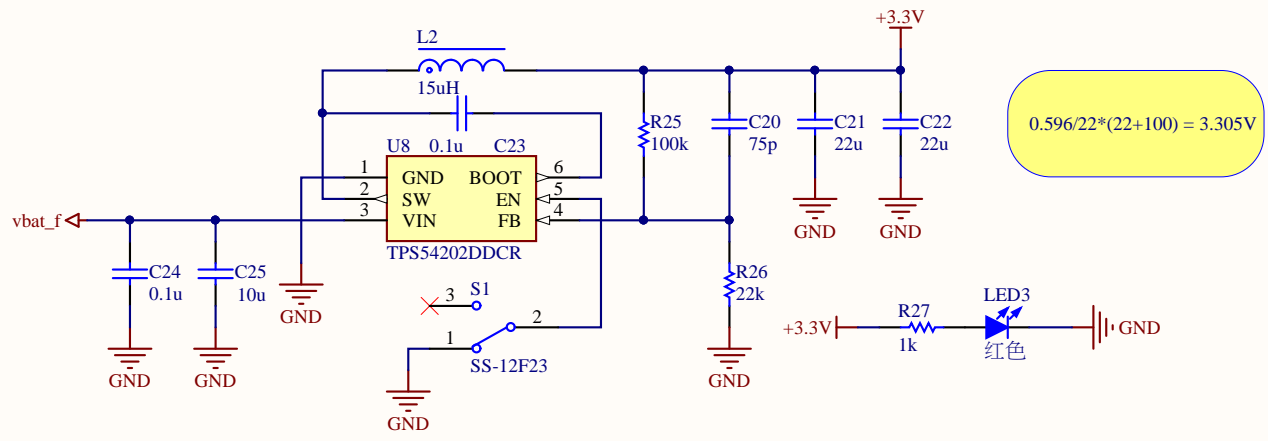 +3.3V
L2
15uH
0.1u
C23
R25
100k
C20
75p
C21
22u
C22
22u
0.596/22*(22+100) = 3.305V
U8
1
GND
BOOT
6
2
SW
EN
5
3
VIN
FB
4
TPS54202DDCR
vbat_f
GND
GND
C24
0.1u
C25
10u
GND
GND
GND
S1
3
2
1
SS-12F23
GND
R26
22k
GND
+3.3V
R27
1k
LED3
红色
GND